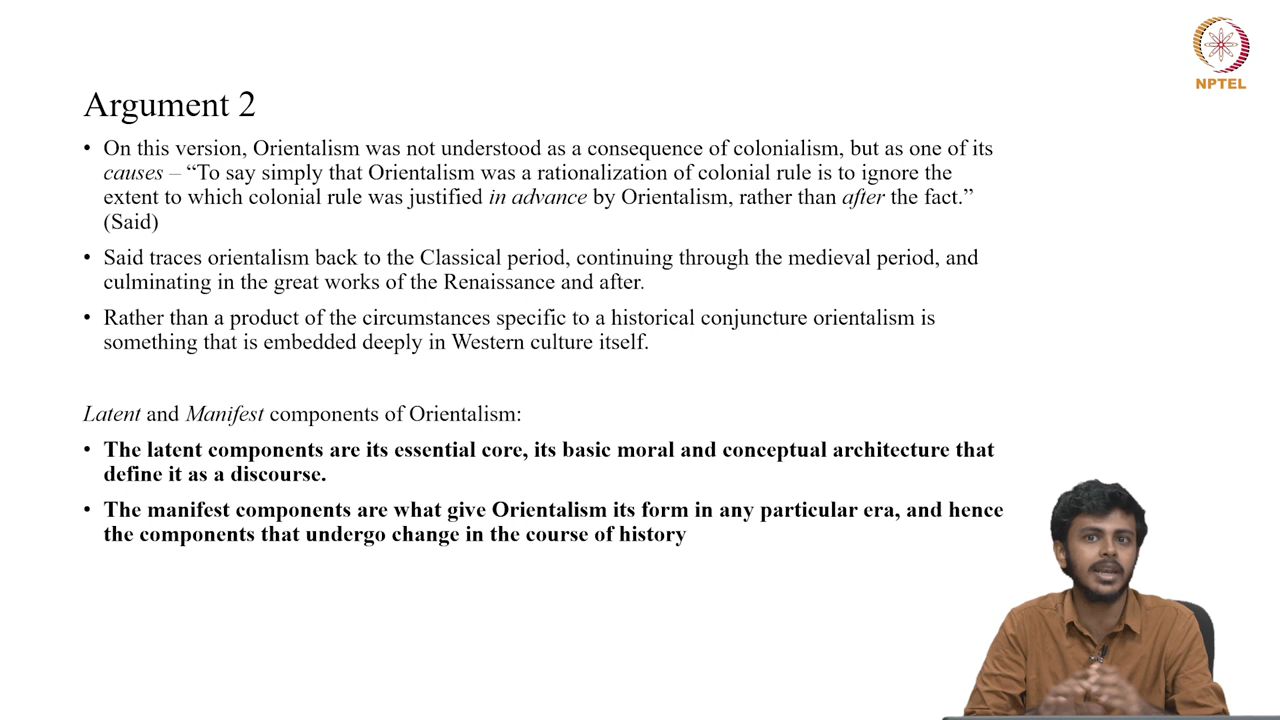 NPTEL
Argument 2
• On this version, Orientalism was not understood as a consequence of colonialism, but as one of its
causes – “To say simply that Orientalism was a rationalization of colonial rule is to ignore the
extent to which colonial rule was justified in advance by Orientalism, rather than after the fact.”
(Said)
• Said traces orientalism back to the Classical period, continuing through the medieval period, and
culminating in the great works of the Renaissance and after.
• Rather than a product of the circumstances specific to a historical conjuncture orientalism is
something that is embedded deeply in Western culture itself.
Latent and Manifest components of Orientalism:
• The latent components are its essential core, its basic moral and conceptual architecture that
define it as a discourse.
• The manifest components are what give Orientalism its form in any particular era, and hence
the components that undergo change in the course of history